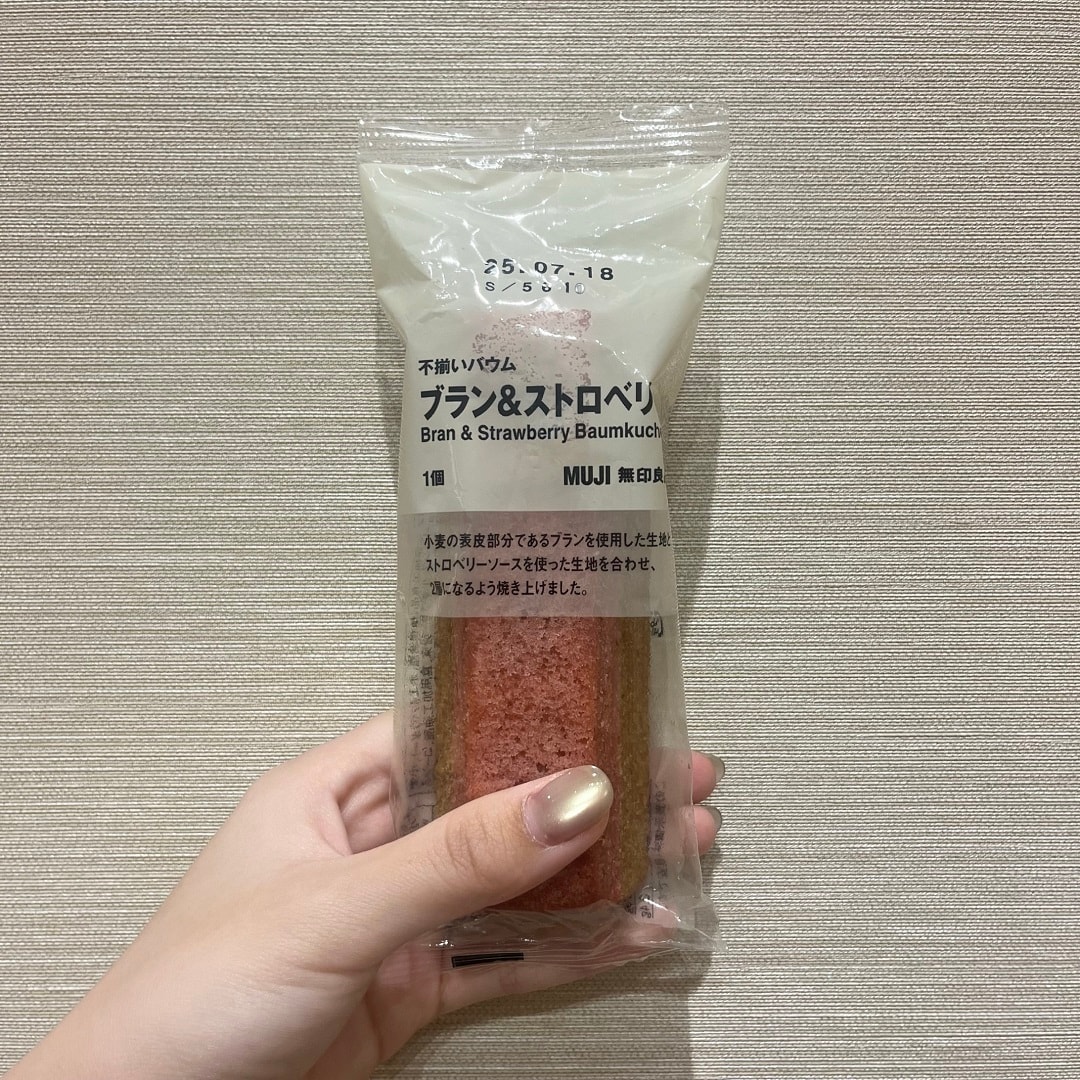 25.07.18
不揃いバウム
ブラン&ストロベリ
Bran & Strawberry Baumkuch
1個
MUJI 無印良
小麦の表皮部分であるブランを使用した生地と
ストロベリーソースを使った生地を合わせ、
2層になるよう焼き上げました。